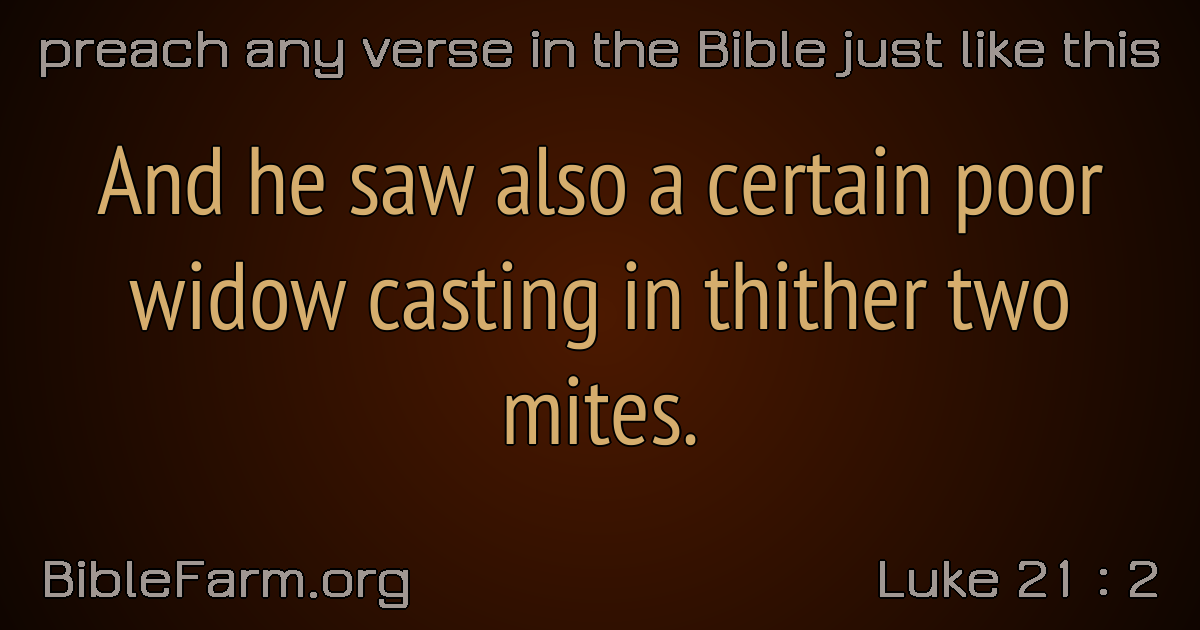 preach any verse in the Bible just like this
And he saw also a certain poor
widow casting in thither two
mites.
BibleFarm.org
Luke 21 : 2